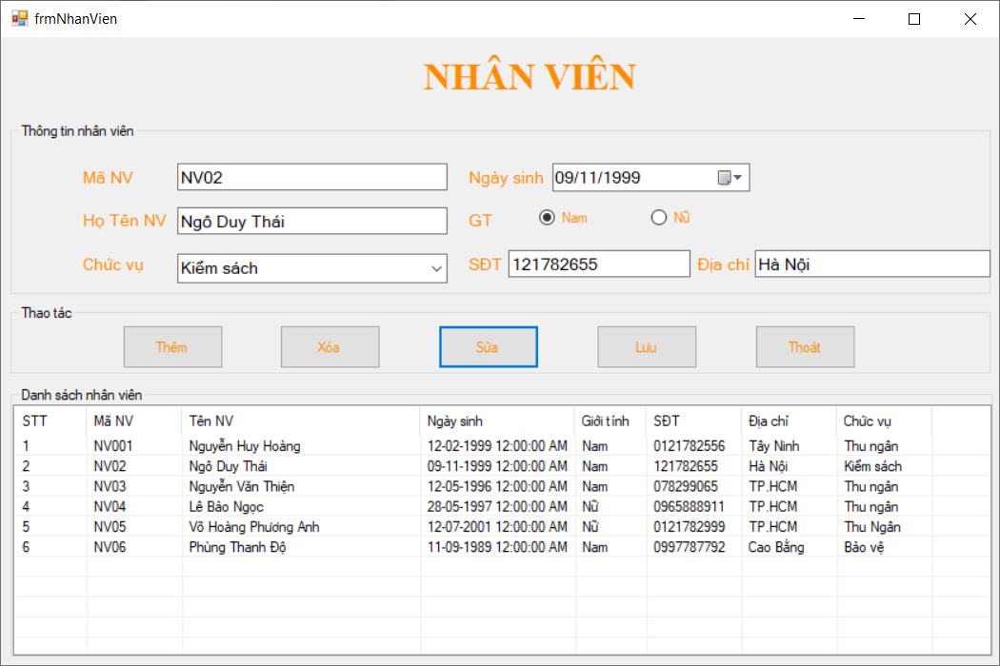 frmNhanVien
NHÂN VIÊN
Thông tin nhân viên
Mã NV NV02 Ngày sinh 09/11/1999
Họ Tên NV Ngô Duy Thái GT Nam Nữ
Chức vụ Kiểm sách SĐT 121782655 Địa chỉ Hà Nội
Thao tác
Thêm Xóa Sửa Lưu Thoát
Danh sách nhân viên
STT Mã NV Tên NV Ngày sinh Giới tính SĐT Địa chỉ Chức vụ
1 NV001 Nguyễn Huy Hoàng 12-02-1999 12:00:00 AM Nam 0121782556 Tây Ninh Thu ngân
2 NV02 Ngô Duy Thái 09-11-1999 12:00:00 AM Nam 121782655 Hà Nội Kiểm sách
3 NV03 Nguyễn Văn Thiện 12-05-1996 12:00:00 AM Nam 078299065 TP.HCM Thu ngân
4 NV04 Lê Bảo Ngọc 28-05-1997 12:00:00 AM Nữ 0965888911 TP.HCM Thu ngân
5 NV05 Võ Hoàng Phương Anh 12-07-2001 12:00:00 AM Nữ 0121782999 TP.HCM Thu Ngân
6 NV06 Phùng Thanh Độ 11-09-1989 12:00:00 AM Nam 0997787792 Cao Bằng Bảo vệ